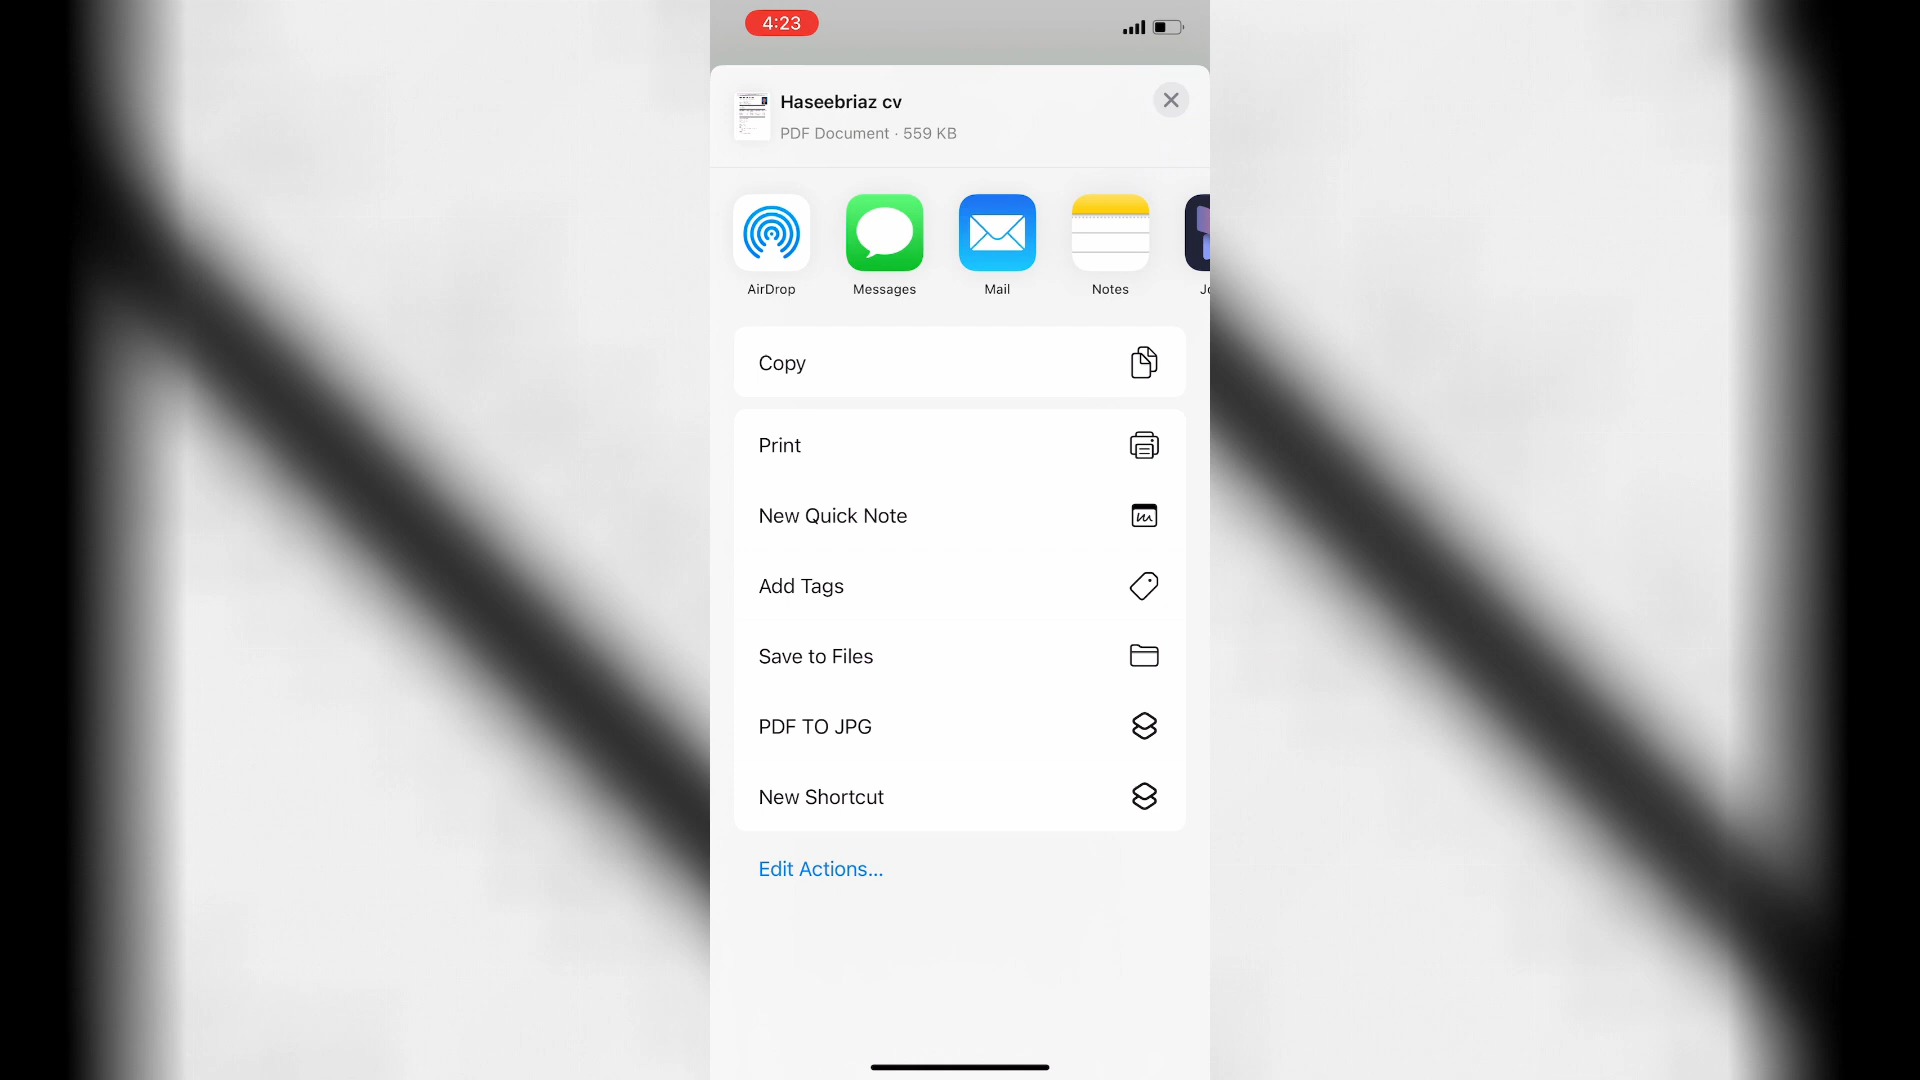 4:23
Haseebriaz cv
PDF Document · 559 KB
AirDrop
Messages
Mail
Notes
Copy
Print
New Quick Note
Add Tags
Save to Files
PDF TO JPG
New Shortcut
Edit Actions...